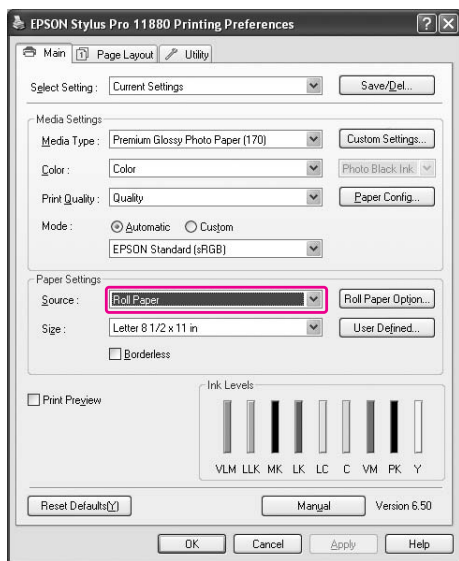 EPSON Stylus Pro 11880 Printing Preferences
Main Page Layout Utility
Select Setting : Current Settings Save/Del...
Media Settings
Media Type : Premium Glossy Photo Paper (170) Custom Settings...
Color : Color Photo Black Ink
Print Quality : Quality Paper Config...
Mode : Automatic Custom
EPSON Standard (sRGB)
Paper Settings
Source : Roll Paper Roll Paper Option...
Size : Letter 8 1/2 x 11 in User Defined...
Borderless
Print Preview
Ink Levels
VLM LLK MK LK LC C VM PK Y
Reset Defaults(Y) Manual Version 6.50
OK Cancel Apply Help